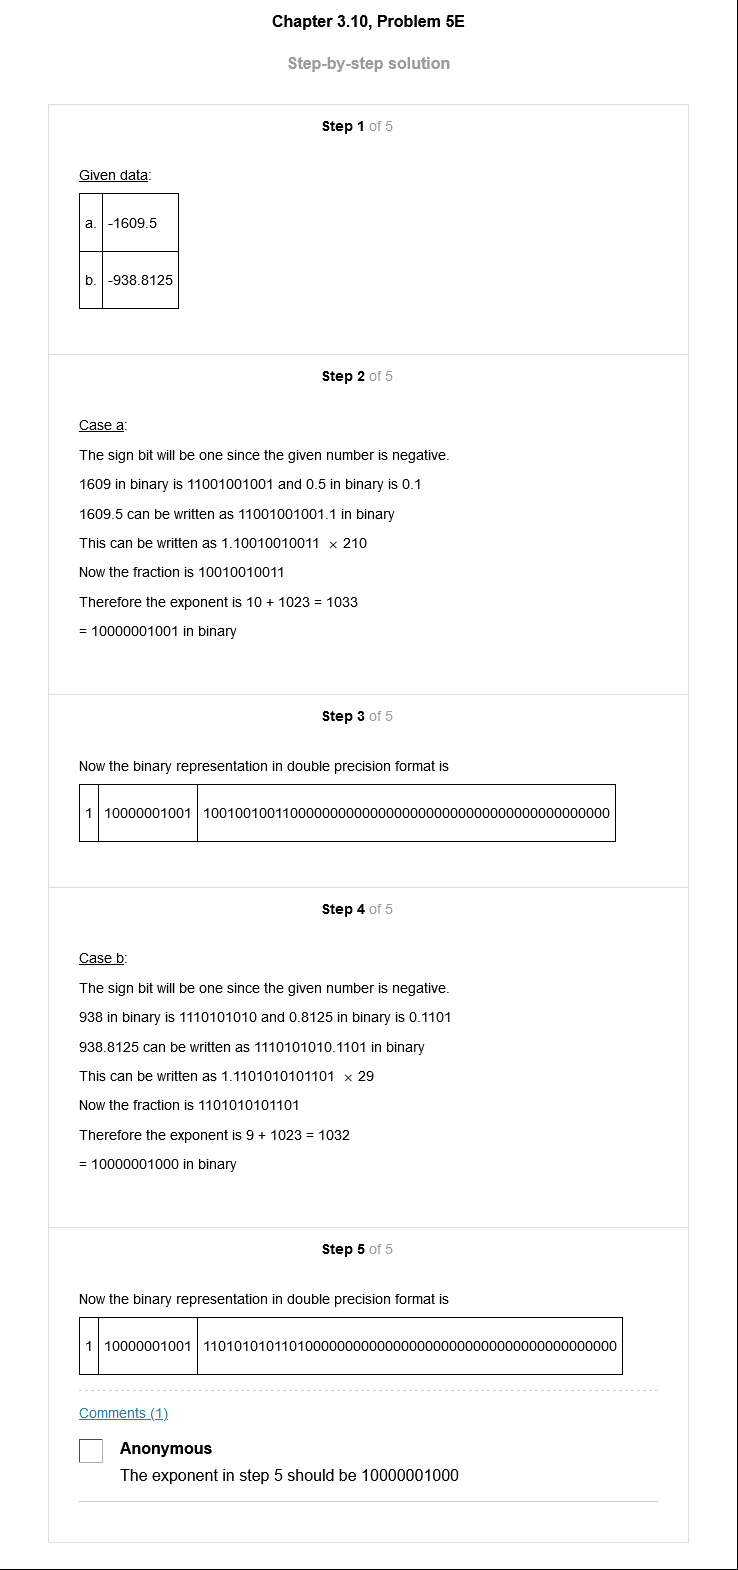 Chapter 3.10, Problem 5E
Step-by-step solution
Step 1 of 5
Given data:
a. -1609.5
b. -938.8125
Step 2 of 5
Case a:
The sign bit will be one since the given number is negative.
1609 in binary is 11001001001 and 0.5 in binary is 0.1
1609.5 can be written as 11001001001.1 in binary
This can be written as 1.10010010011 × 210
Now the fraction is 10010010011
Therefore the exponent is 10 + 1023 = 1033
= 10000001001 in binary
Step 3 of 5
Now the binary representation in double precision format is
1 10000001001 100100100110000000000000000000000000000000000000000
Step 4 of 5
Case b:
The sign bit will be one since the given number is negative.
938 in binary is 1110101010 and 0.8125 in binary is 0.1101
938.8125 can be written as 1110101010.1101 in binary
This can be written as 1.1101010101101 × 29
Now the fraction is 1101010101101
Therefore the exponent is 9 + 1023 = 1032
= 10000001000 in binary
Step 5 of 5
Now the binary representation in double precision format is
1 10000001001 1101010101101000000000000000000000000000000000000000
Comments (1)
Anonymous
The exponent in step 5 should be 10000001000